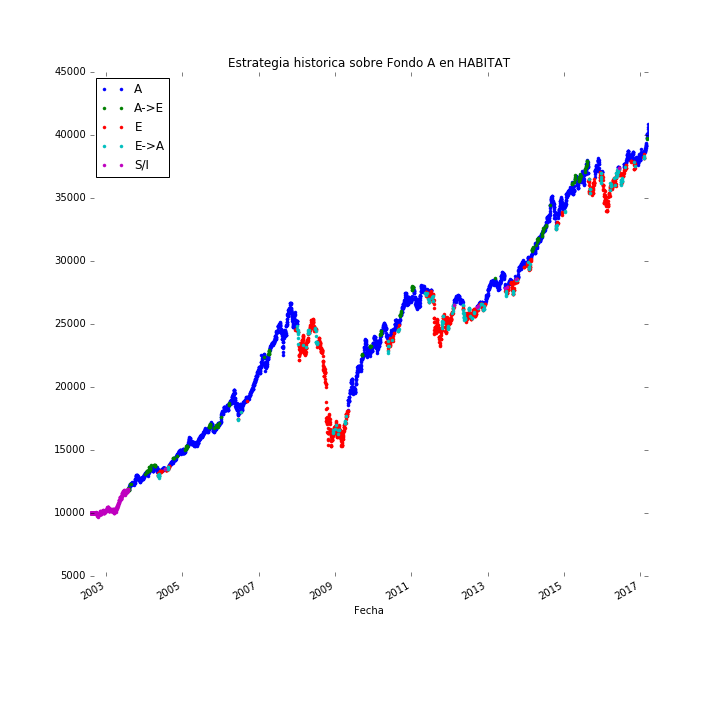 Estrategia historica sobre Fondo A en HABITAT
45000
A
A->E
E
E->A
S/I
40000
35000
30000
25000
20000
15000
10000
5000
2003 2005 2007 2009 2011 2013 2015 2017
Fecha